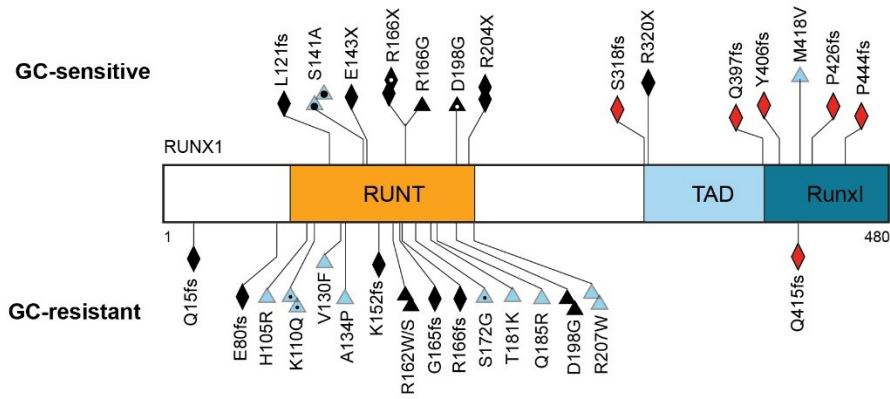 GC-sensitive
L121fs
S141A
E143X
R166X
R166G
D198G
R204X
S318fs
R320X
Q397fs
Y406fs
M418V
P426fs
P444fs
RUNX1
RUNT
TAD
RunxI
1
480
GC-resistant
Q15fs
E80fs
H105R
K110Q
V130F
A134P
K152fs
R162W/S
G165fs
R166fs
S172G
T181K
Q185R
D198G
R207W
Q415fs